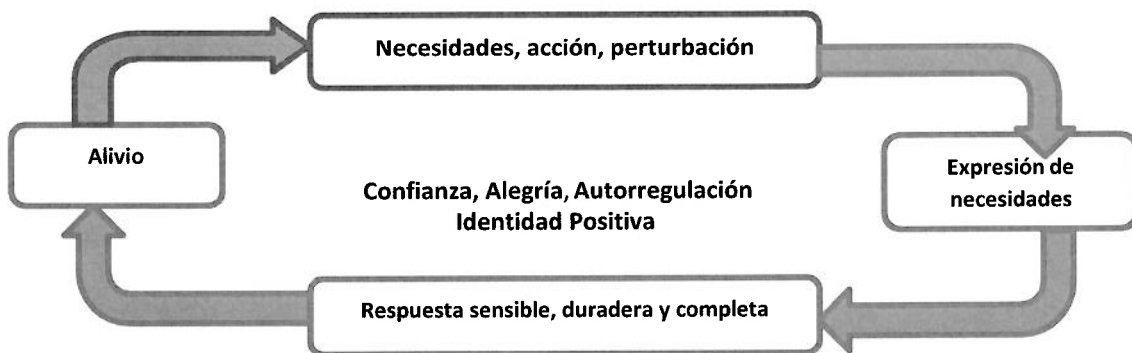 Necesidades, acción, perturbación
Alivio
Expresión de
necesidades
Confianza, Alegría, Autorregulación
Identidad Positiva
Respuesta sensible, duradera y completa